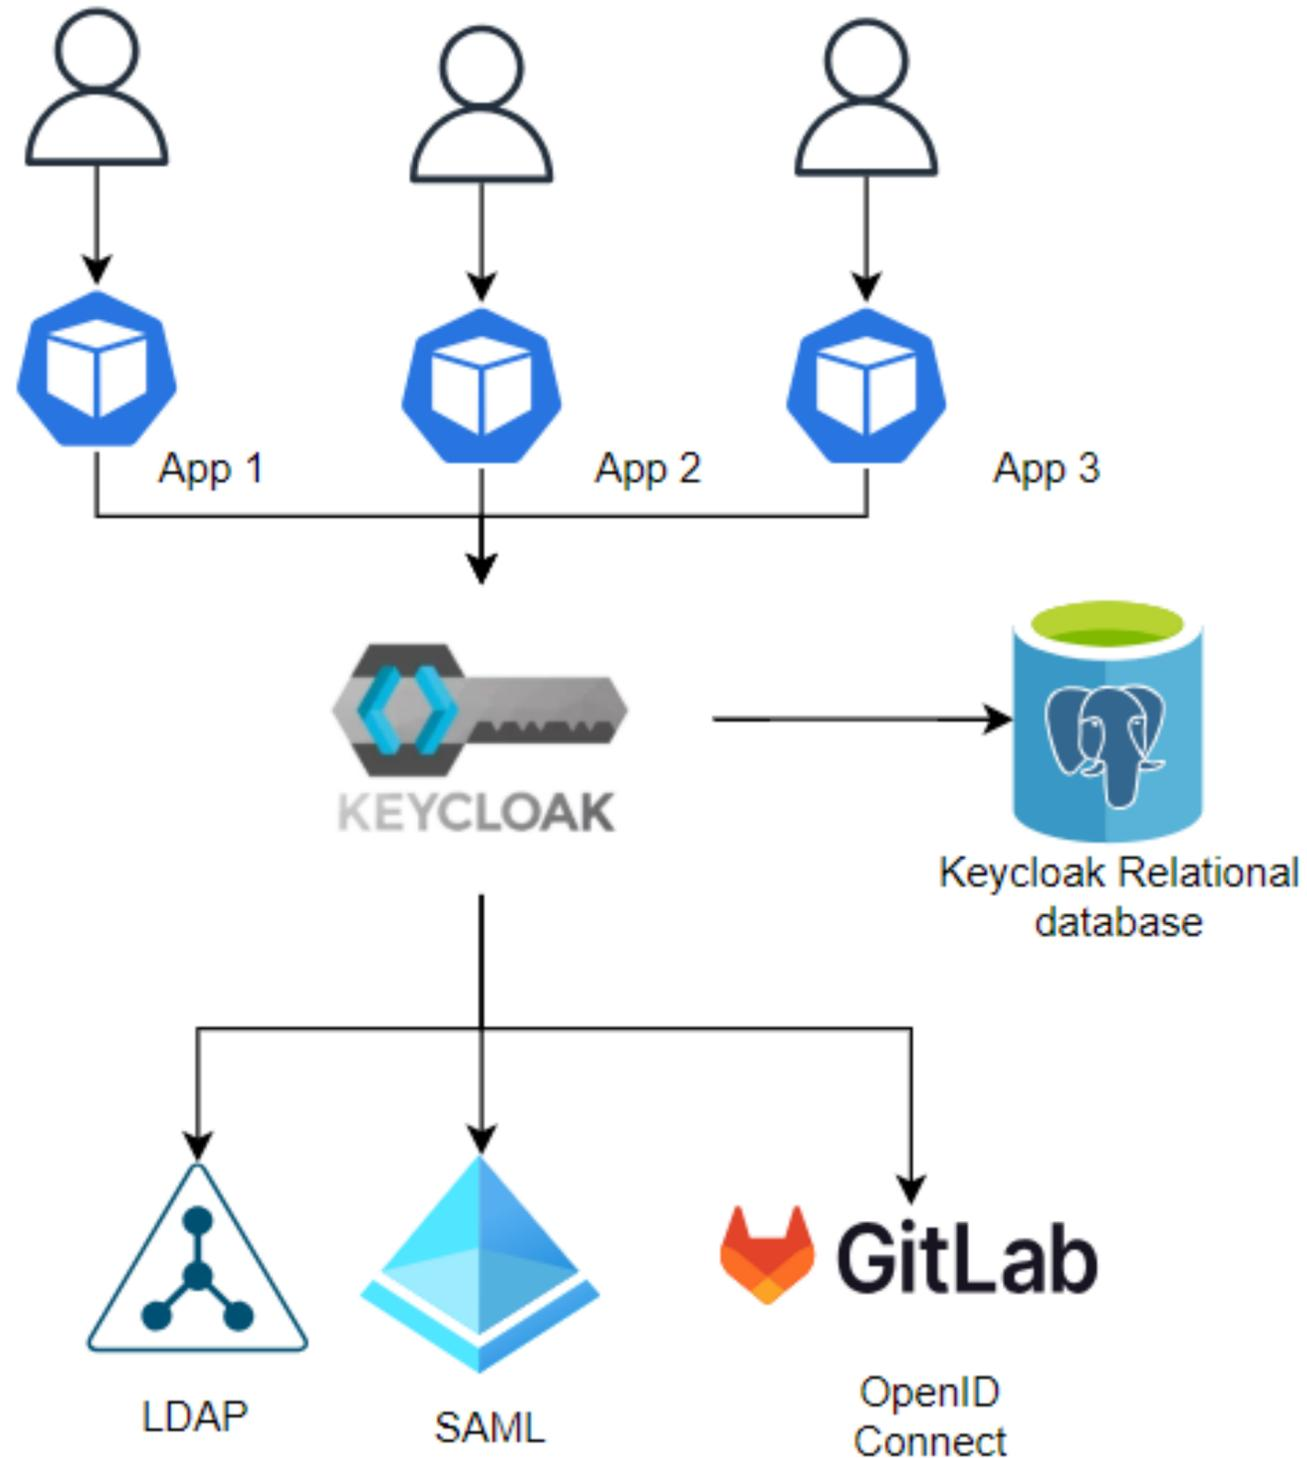 App 1
App 2
App 3
KEYCLOAK
Keycloak Relational
database
GitLab
LDAP
SAML
OpenID
Connect